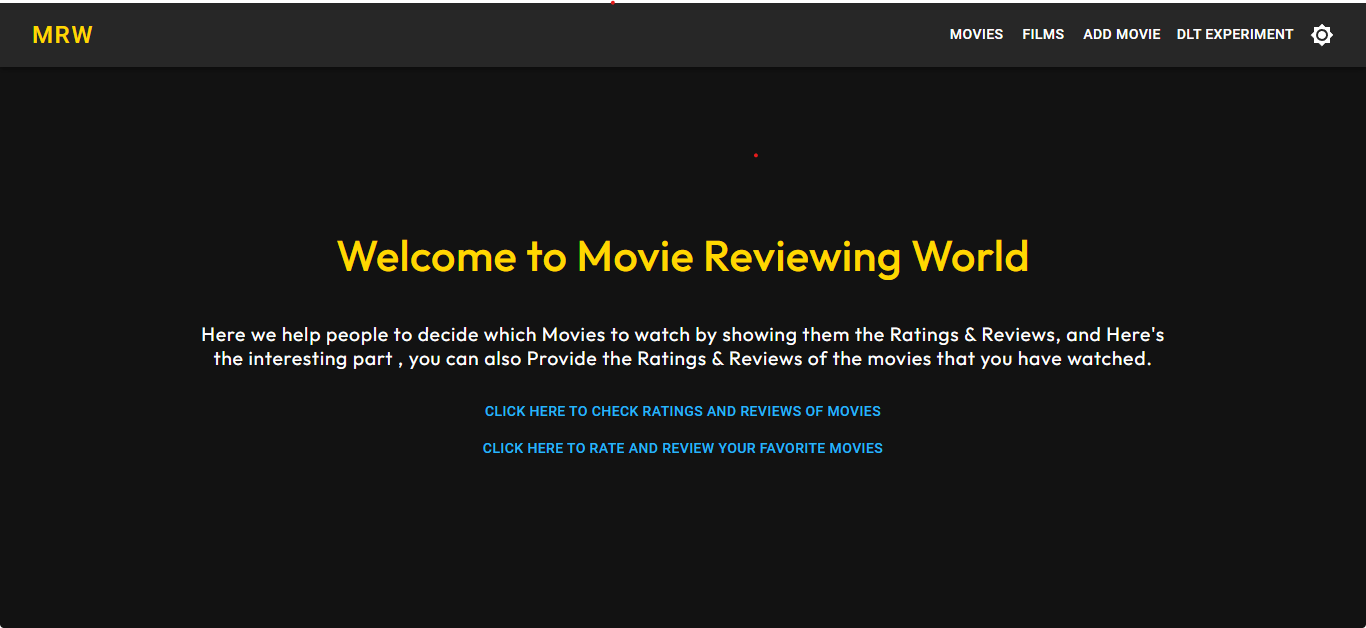 MRW
MOVIES FILMS ADD MOVIE DLT EXPERIMENT
Welcome to Movie Reviewing World
Here we help people to decide which Movies to watch by showing them the Ratings & Reviews, and Here's
the interesting part , you can also Provide the Ratings & Reviews of the movies that you have watched.
CLICK HERE TO CHECK RATINGS AND REVIEWS OF MOVIES
CLICK HERE TO RATE AND REVIEW YOUR FAVORITE MOVIES